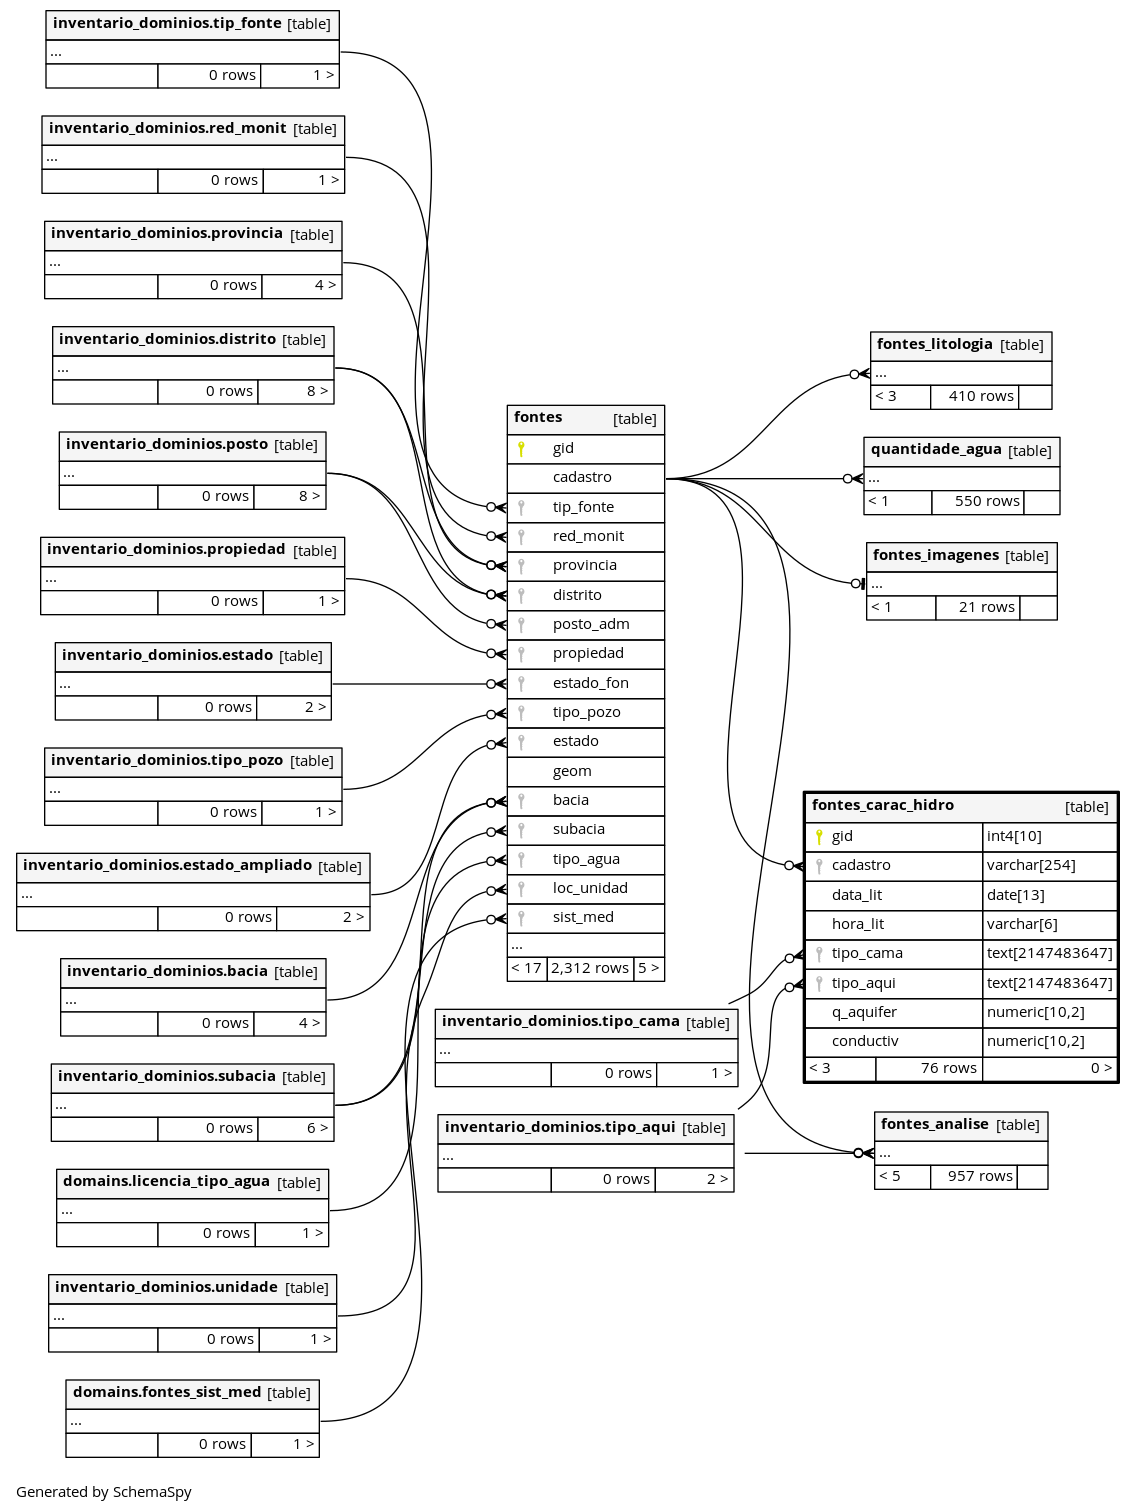 inventario_dominios.tip_fonte [table]
...
0 rows 1 >
inventario_dominios.red_monit [table]
...
0 rows 1 >
inventario_dominios.provincia [table]
...
0 rows 4 >
inventario_dominios.distrito [table]
...
0 rows 8 >
inventario_dominios.posto [table]
...
0 rows 8 >
inventario_dominios.propiedad [table]
...
0 rows 1 >
inventario_dominios.estado [table]
...
0 rows 2 >
inventario_dominios.tipo_pozo [table]
...
0 rows 1 >
inventario_dominios.estado_ampliado [table]
...
0 rows 2 >
inventario_dominios.bacia [table]
...
0 rows 4 >
inventario_dominios.subacia [table]
...
0 rows 6 >
domains.licencia_tipo_agua [table]
...
0 rows 1 >
inventario_dominios.unidade [table]
...
0 rows 1 >
domains.fontes_sist_med [table]
...
0 rows 1 >
fontes [table]
gid
cadastro
tip_fonte
red_monit
provincia
distrito
posto_adm
propiedad
estado_fon
tipo_pozo
estado
geom
bacia
subacia
tipo_agua
loc_unidad
sist_med
...
< 17 2,312 rows 5 >
inventario_dominios.tipo_cama [table]
...
0 rows 1 >
inventario_dominios.tipo_aqui [table]
...
0 rows 2 >
fontes_litologia [table]
...
< 3 410 rows
quantidade_agua [table]
...
< 1 550 rows
fontes_imagenes [table]
...
< 1 21 rows
fontes_carac_hidro [table]
gid int4[10]
cadastro varchar[254]
data_lit date[13]
hora_lit varchar[6]
tipo_cama text[2147483647]
tipo_aqui text[2147483647]
q_aquifer numeric[10,2]
conductiv numeric[10,2]
< 3 76 rows 0 >
fontes_analise [table]
...
< 5 957 rows
Generated by SchemaSpy